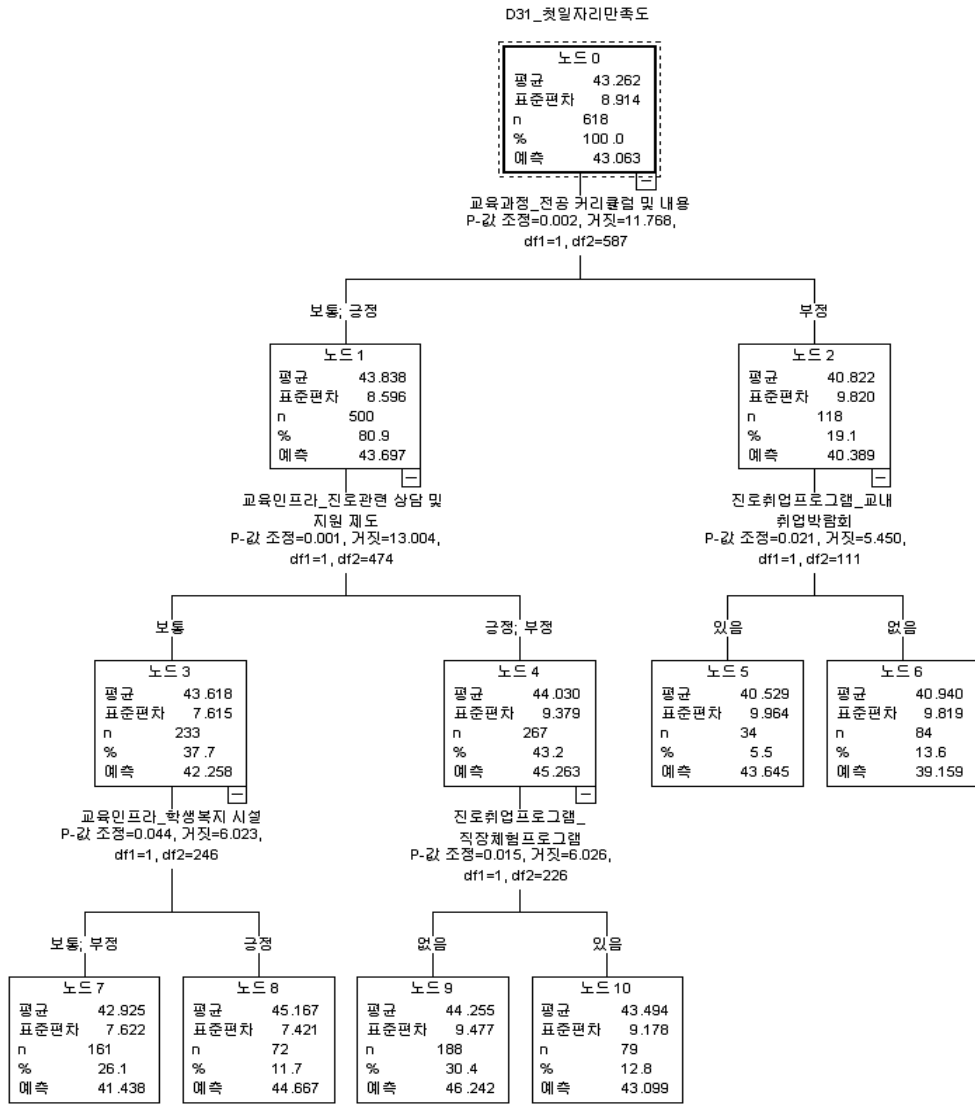 D31_첫일자리만족도
노드 0
평균 43.262
표준편차 8.914
n 618
% 100.0
예측 43.063
교육과정_전공 커리큘럼 및 내용
P-값 조정=0.002, 거짓=11.768,
df1=1, df2=587
보통; 긍정
부정
노드 1
평균 43.838
표준편차 8.596
n 500
% 80.9
예측 43.697
노드 2
평균 40.822
표준편차 9.820
n 118
% 19.1
예측 40.389
교육인프라_진로관련 상담 및
지원 제도
P-값 조정=0.001, 거짓=13.004,
df1=1, df2=474
진로취업프로그램_교내
취업박람회
P-값 조정=0.021, 거짓=5.450,
df1=1, df2=111
보통
긍정; 부정
있음
없음
노드 3
평균 43.618
표준편차 7.615
n 233
% 37.7
예측 42.258
노드 4
평균 44.030
표준편차 9.379
n 267
% 43.2
예측 45.263
노드 5
평균 40.529
표준편차 9.964
n 34
% 5.5
예측 43.645
노드 6
평균 40.940
표준편차 9.819
n 84
% 13.6
예측 39.159
교육인프라_학생복지 시설
P-값 조정=0.044, 거짓=6.023,
df1=1, df2=246
진로취업프로그램_
직장체험프로그램
P-값 조정=0.015, 거짓=6.026,
df1=1, df2=226
보통; 부정
긍정
없음
있음
노드 7
평균 42.925
표준편차 7.622
n 161
% 26.1
예측 41.438
노드 8
평균 45.167
표준편차 7.421
n 72
% 11.7
예측 44.667
노드 9
평균 44.255
표준편차 9.477
n 188
% 30.4
예측 46.242
노드 10
평균 43.494
표준편차 9.178
n 79
% 12.8
예측 43.099